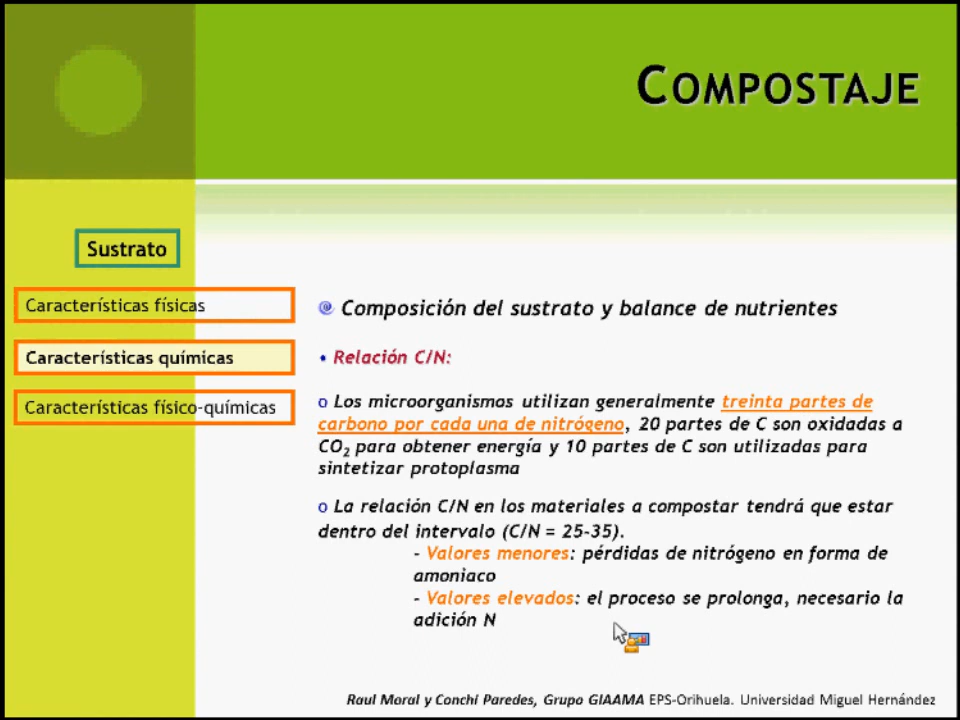 COMPOSTAJE
Sustrato
Características físicas
Características químicas
Características físico-químicas
Composición del sustrato y balance de nutrientes
• Relación C/N:
o Los microorganismos utilizan generalmente treinta partes de
carbono por cada una de nitrógeno, 20 partes de C son oxidadas a
CO₂ para obtener energía y 10 partes de C son utilizadas para
sintetizar protoplasma
o La relación C/N en los materiales a compostar tendrá que estar
dentro del intervalo (C/N = 25-35).
- Valores menores: pérdidas de nitrógeno en forma de
amoniaco
- Valores elevados: el proceso se prolonga, necesario la
adición N
Raul Moral y Conchi Paredes, Grupo GIAAMA EPS-Orihuela. Universidad Miguel Hernández